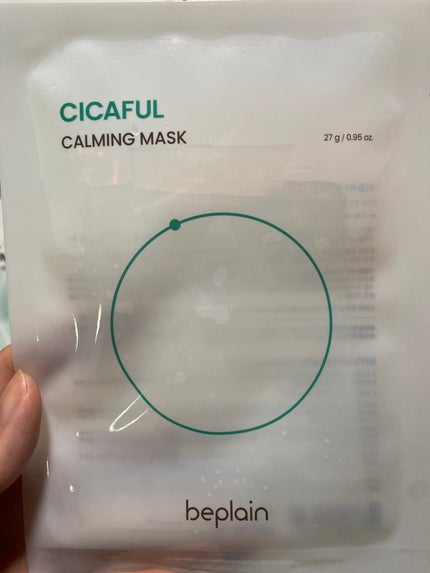 CICAFUL
CALMING MASK
27 g / 0.95 oz.
beplain